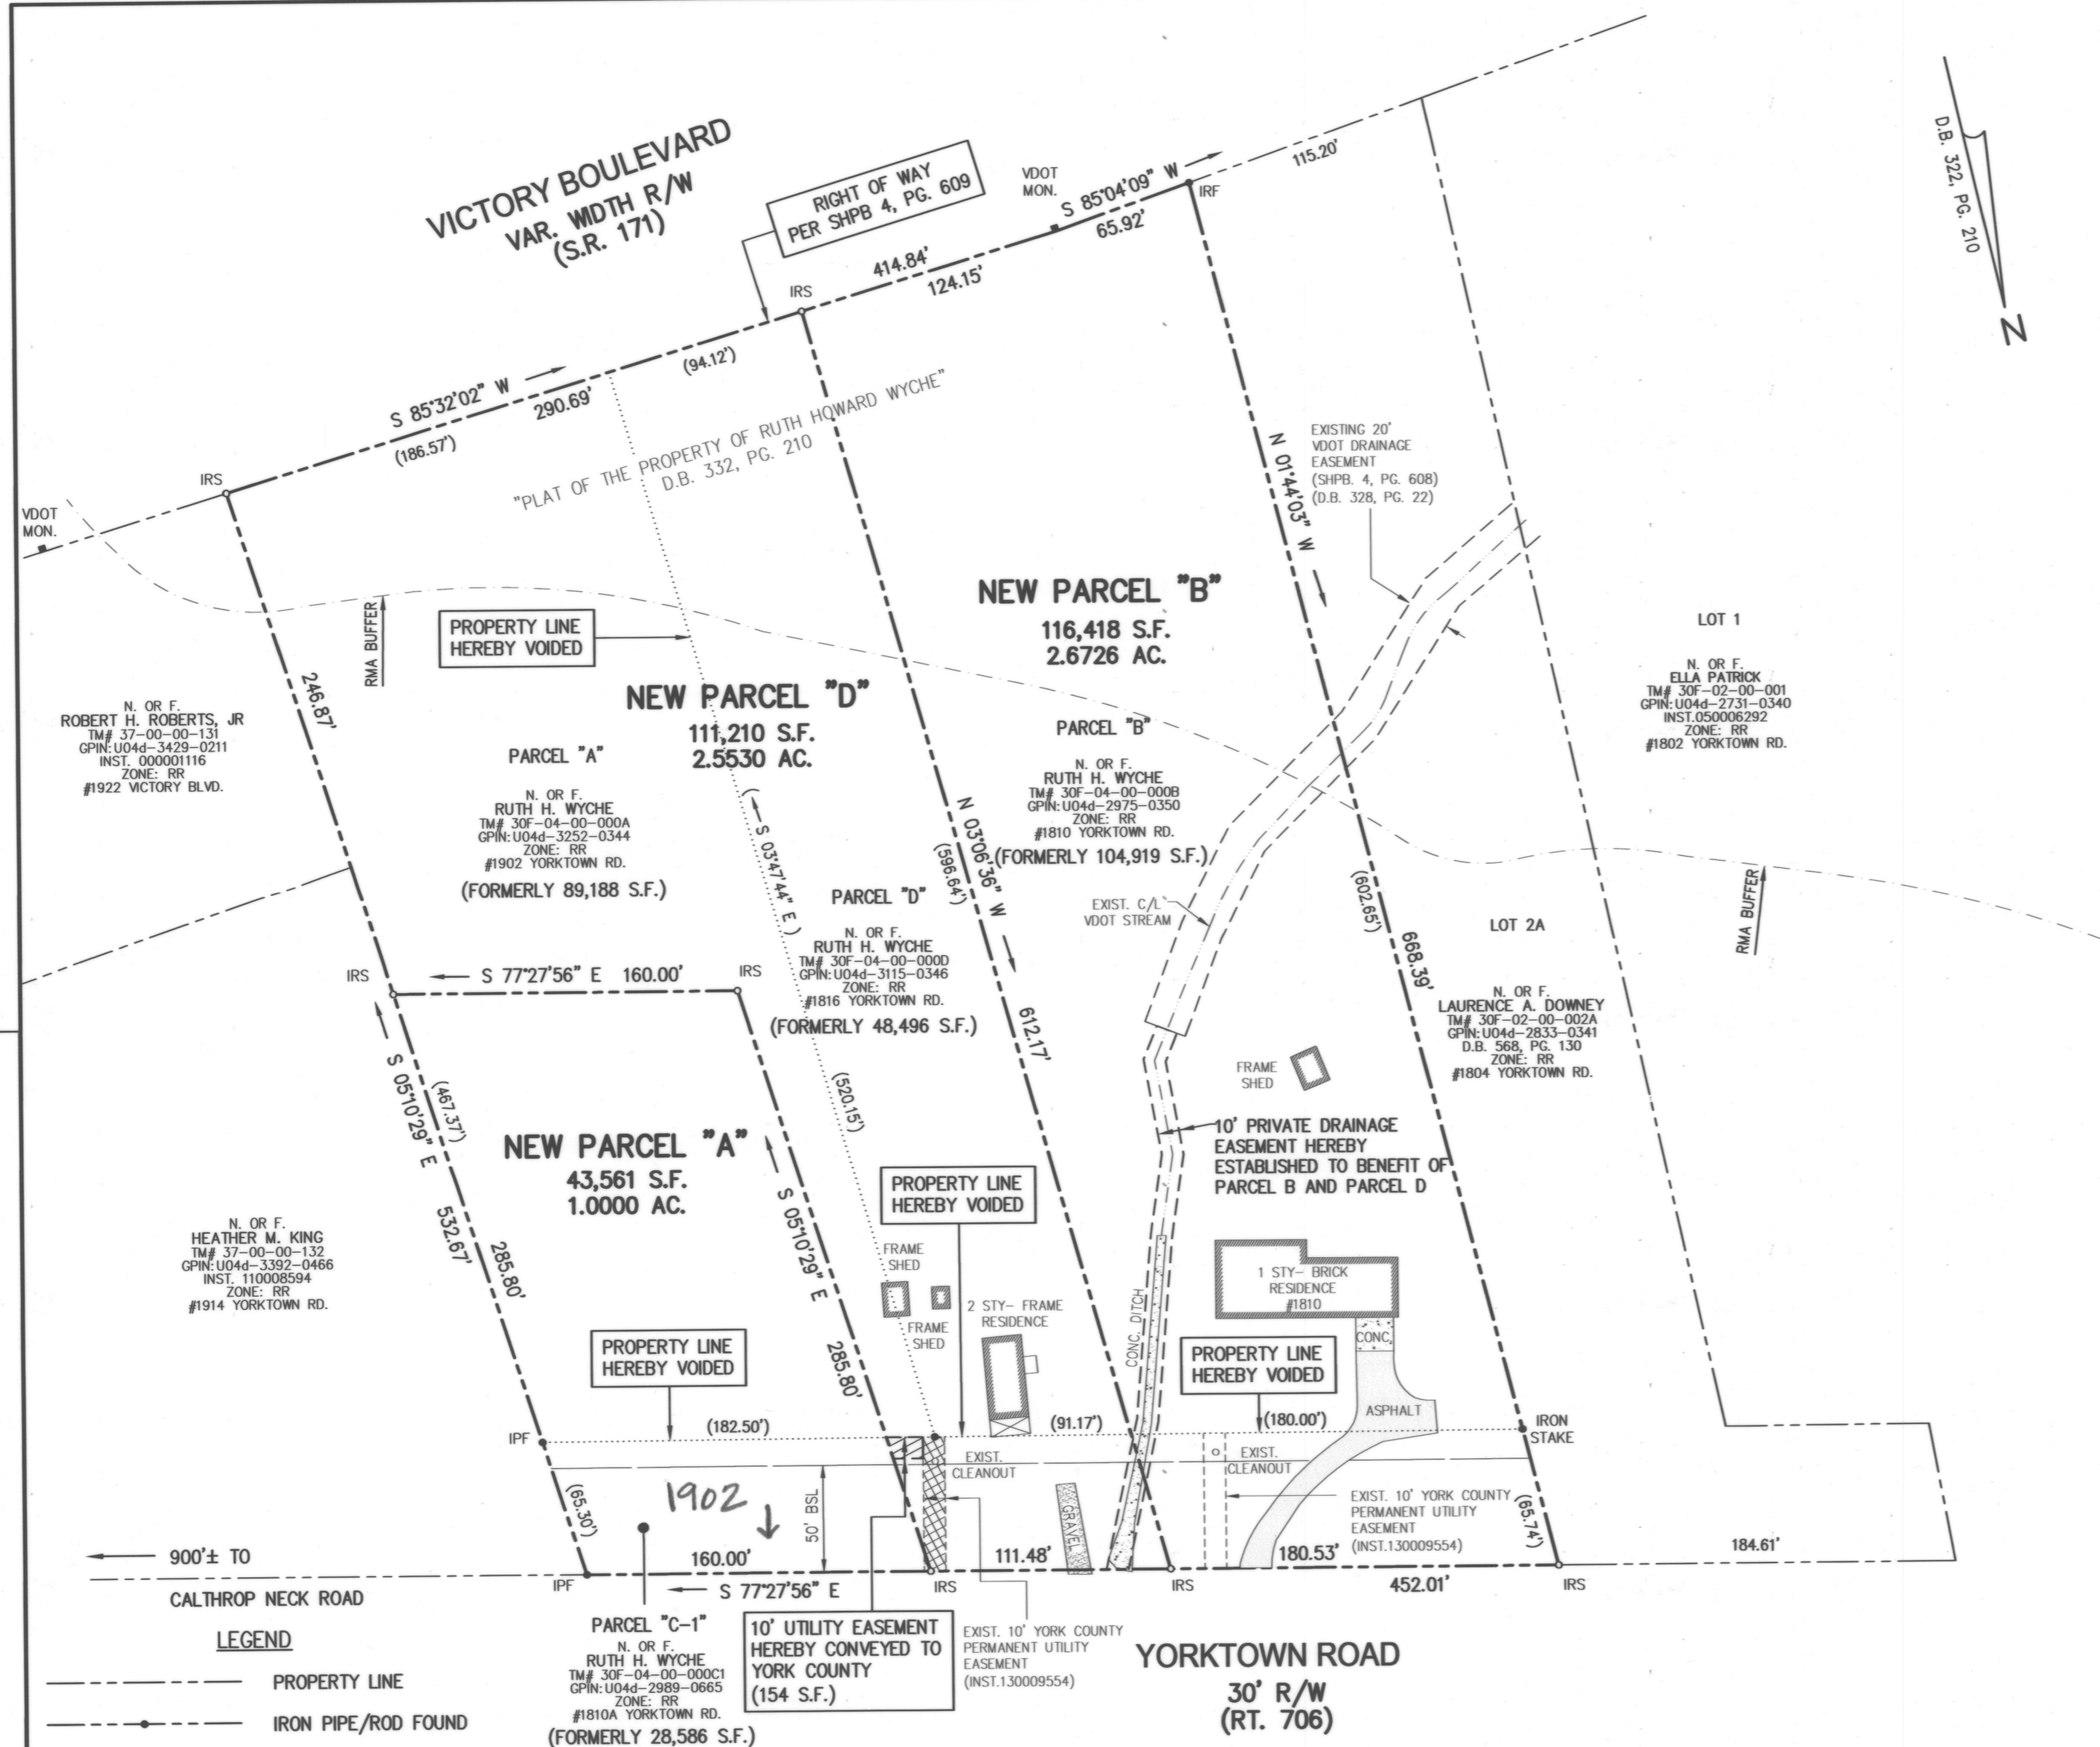 VICTORY BOULEVARD
VAR. WIDTH R/W
(S.R. 171)
RIGHT OF WAY
PER SHPB 4, PG. 609
VDOT
MON.
S 85°04'09" W
65.92'
IRF
115.20'
D.B. 322, PG. 210
N
414.84'
124.15'
IRS
(94.12')
S 85°32'02" W
290.69'
(186.57')
IRS
VDOT
MON.
"PLAT OF THE PROPERTY OF RUTH HOWARD WYCHE"
D.B. 332, PG. 210
N 01°44'03" W
EXISTING 20'
VDOT DRAINAGE
EASEMENT
(SHPB. 4, PG. 608)
(D.B. 328, PG. 22)
RMA BUFFER
PROPERTY LINE
HEREBY VOIDED
NEW PARCEL "B"
116,418 S.F.
2.6726 AC.
LOT 1
N. OR F.
ELLA PATRICK
TM# 30F-02-00-001
GPIN:U04d-2731-0340
INST.050006292
ZONE: RR
#1802 YORKTOWN RD.
246.87'
N. OR F.
ROBERT H. ROBERTS, JR
TM# 37-00-00-131
GPIN:U04d-3429-0211
INST. 000001116
ZONE: RR
#1922 VICTORY BLVD.
NEW PARCEL "D"
111,210 S.F.
2.5530 AC.
PARCEL "A"
N. OR F.
RUTH H. WYCHE
TM# 30F-04-00-000A
GPIN:U04d-3252-0344
ZONE: RR
#1902 YORKTOWN RD.
(FORMERLY 89,188 S.F.)
PARCEL "B"
N. OR F.
RUTH H. WYCHE
TM# 30F-04-00-000B
GPIN:U04d-2975-0350
ZONE: RR
#1810 YORKTOWN RD.
(FORMERLY 104,919 S.F.)
( S 03°47'44" E )
N 03°06'36" W
(596.64')
PARCEL "D"
N. OR F.
RUTH H. WYCHE
TM# 30F-04-00-000D
GPIN:U04d-3115-0346
ZONE: RR
#1816 YORKTOWN RD.
(FORMERLY 48,496 S.F.)
EXIST. C/L
VDOT STREAM
(602.65')
668.39'
LOT 2A
RMA BUFFER
N. OR F.
LAURENCE A. DOWNEY
TM# 30F-02-00-002A
GPIN:U04d-2833-0341
D.B. 568, PG. 130
ZONE: RR
#1804 YORKTOWN RD.
IRS
S 77°27'56" E 160.00'
IRS
612.17'
(520.15')
FRAME
SHED
S 05°10'29" E
(467.37')
532.67'
285.80'
NEW PARCEL "A"
43,561 S.F.
1.0000 AC.
S 05°10'29" E
285.80'
PROPERTY LINE
HEREBY VOIDED
10' PRIVATE DRAINAGE
EASEMENT HEREBY
ESTABLISHED TO BENEFIT OF
PARCEL B AND PARCEL D
N. OR F.
HEATHER M. KING
TM# 37-00-00-132
GPIN:U04d-3392-0466
INST. 110008594
ZONE: RR
#1914 YORKTOWN RD.
FRAME
SHED
FRAME
SHED
2 STY- FRAME
RESIDENCE
CONC. DITCH
1 STY- BRICK
RESIDENCE
#1810
CONC.
ASPHALT
PROPERTY LINE
HEREBY VOIDED
PROPERTY LINE
HEREBY VOIDED
IPF
(182.50')
(91.17')
(180.00')
IRON
STAKE
EXIST.
CLEANOUT
EXIST.
CLEANOUT
(65.30')
1902
50' BSL
GRAVEL
EXIST. 10' YORK COUNTY
PERMANENT UTILITY
EASEMENT
(INST.130009554)
(65.74')
900'± TO
CALTHROP NECK ROAD
160.00'
111.48'
180.53'
184.61'
IPF
S 77°27'56" E
IRS
IRS
452.01'
IRS
PARCEL "C-1"
N. OR F.
RUTH H. WYCHE
TM# 30F-04-00-000C1
GPIN:U04d-2989-0665
ZONE: RR
#1810A YORKTOWN RD.
(FORMERLY 28,586 S.F.)
10' UTILITY EASEMENT
HEREBY CONVEYED TO
YORK COUNTY
(154 S.F.)
EXIST. 10' YORK COUNTY
PERMANENT UTILITY
EASEMENT
(INST.130009554)
YORKTOWN ROAD
30' R/W
(RT. 706)
LEGEND
PROPERTY LINE
IRON PIPE/ROD FOUND